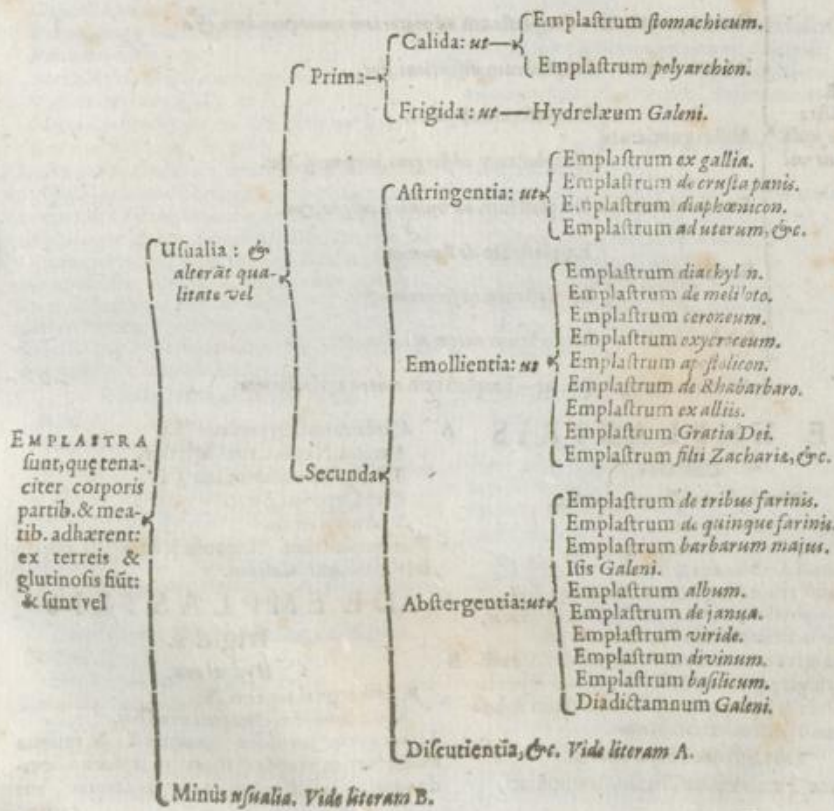 Emplaſtrum ſtomachicum.
Calida: ut
Emplaſtrum polyarchion.
Prima
Frigida: ut — Hydrelæum Galeni.
Emplaſtrum ex gallia.
Emplaſtrum de cruſta panis.
Aſtringentia: ut
Emplaſtrum diaphœnicon.
Emplaſtrum ad uterum, &c.
Uſualia: &
alterãt qua-
litate vel
Emplaſtrum diachyl n.
Emplaſtrum de meliloto.
Emplaſtrum ceroneum.
Emplaſtrum oxycroceum.
Emollientia: ut
Emplaſtrum apoſtolicon.
Emplaſtrum de Rhabarbaro.
Emplaſtrum ex alliis.
Emplaſtrum Gratia Dei.
Emplaſtrum filii Zachariæ, &c.
Secunda
EMPLASTRA
ſunt, quę tena-
citer corporis
partib. & mea-
tib. adhærent:
ex terreis &
glutinoſis fiũt:
& ſunt vel
Emplaſtrum de tribus farinis.
Emplaſtrum de quinque farinis.
Emplaſtrum barbarum majus.
Iſis Galeni.
Abſtergentia: ut
Emplaſtrum album.
Emplaſtrum de janua.
Emplaſtrum viride.
Emplaſtrum divinum.
Emplaſtrum baſilicum.
Diadictamnum Galeni.
Diſcutientia, &c. Vide literam A.
Minùs uſualia. Vide literam B.